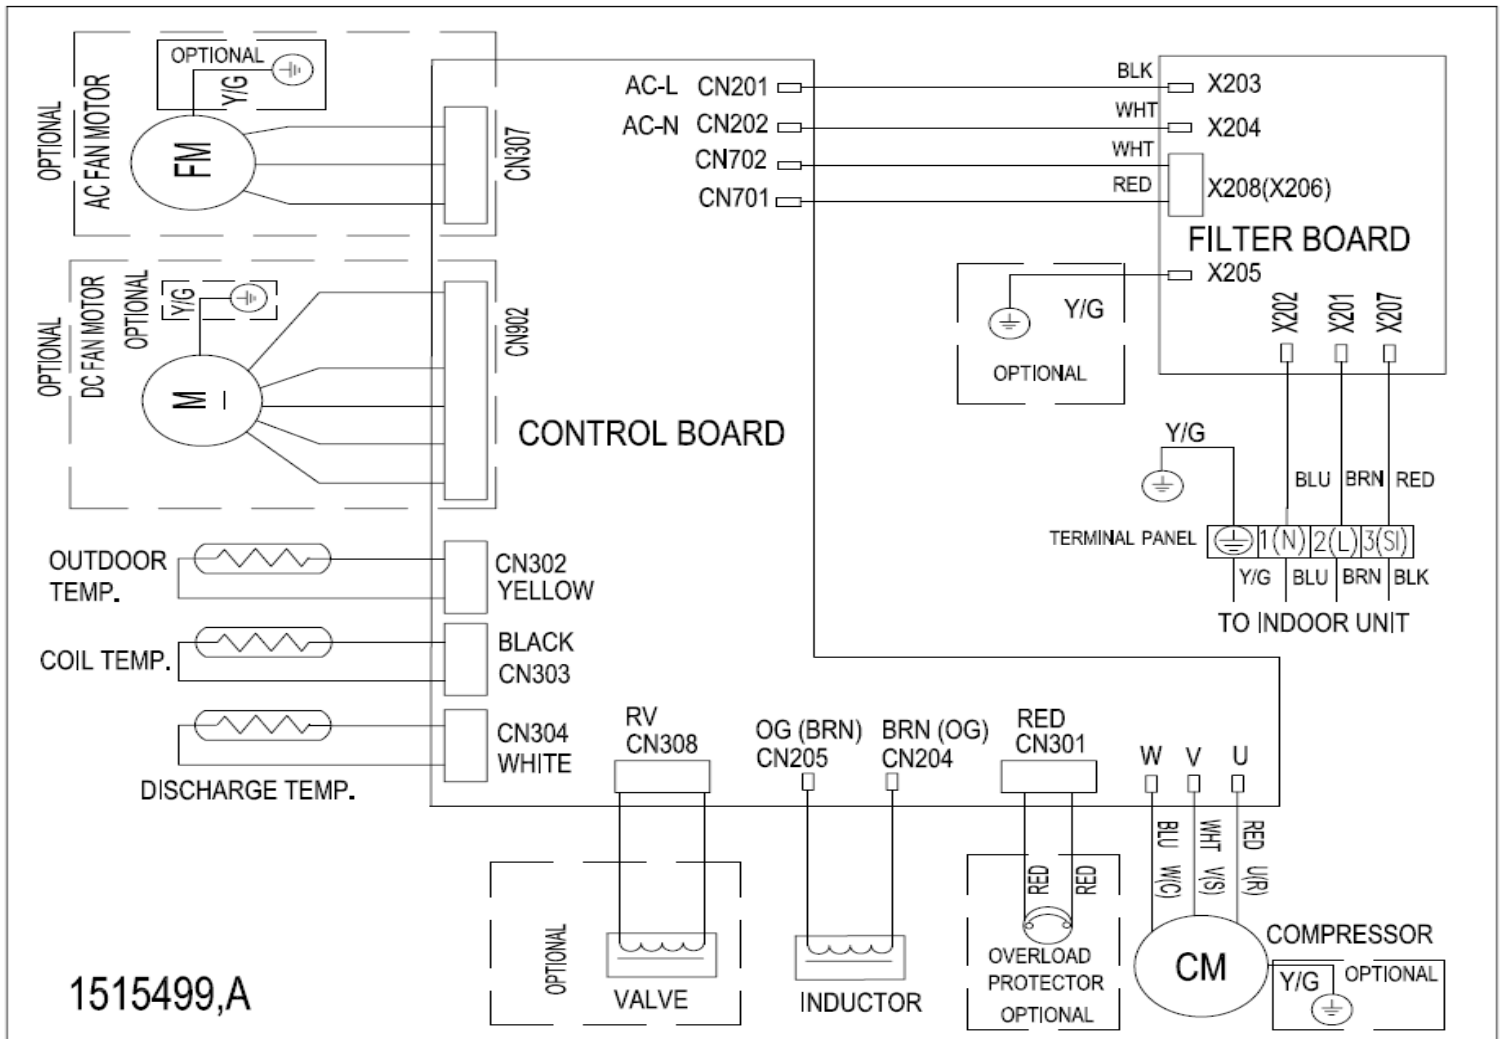 OPTIONAL
AC FAN MOTOR
OPTIONAL
Y/G
FM
CN307
OPTIONAL
DC FAN MOTOR
OPTIONAL
Y/G
M
CN902
CONTROL BOARD
AC-L CN201
AC-N CN202
CN702
CN701
BLK
WHT
WHT
RED
X203
X204
X208(X206)
FILTER BOARD
X205
Y/G
OPTIONAL
X202
X201
X207
Y/G
BLU BRN RED
TERMINAL PANEL
1(N) 2(L) 3(SI)
Y/G BLU BRN BLK
TO INDOOR UNIT
OUTDOOR
TEMP.
CN302
YELLOW
COIL TEMP.
BLACK
CN303
DISCHARGE TEMP.
CN304
WHITE
RV
CN308
OG (BRN)
CN205
BRN (OG)
CN204
RED
CN301
W V U
BLU W(C)
WHT V(S)
RED U(R)
OPTIONAL
VALVE
INDUCTOR
RED
RED
OVERLOAD
PROTECTOR
OPTIONAL
CM
COMPRESSOR
Y/G
OPTIONAL
1515499,A